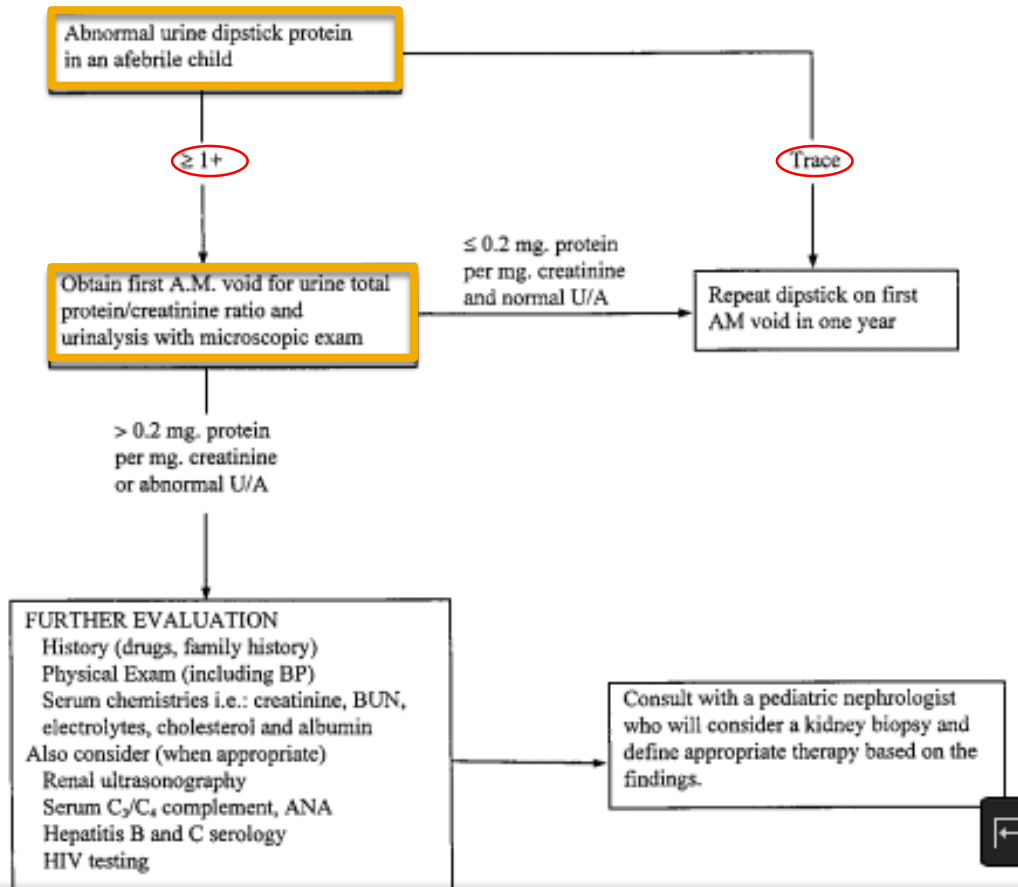 Abnormal urine dipstick protein
in an afebrile child
≥ 1+
Trace
≤ 0.2 mg. protein
per mg. creatinine
and normal U/A
Obtain first A.M. void for urine total
protein/creatinine ratio and
urinalysis with microscopic exam
Repeat dipstick on first
AM void in one year
> 0.2 mg. protein
per mg. creatinine
or abnormal U/A
FURTHER EVALUATION
History (drugs, family history)
Physical Exam (including BP)
Serum chemistries i.e.: creatinine, BUN,
electrolytes, cholesterol and albumin
Also consider (when appropriate)
Renal ultrasonography
Serum C₃/C₄ complement, ANA
Hepatitis B and C serology
HIV testing
Consult with a pediatric nephrologist
who will consider a kidney biopsy and
define appropriate therapy based on the
findings.